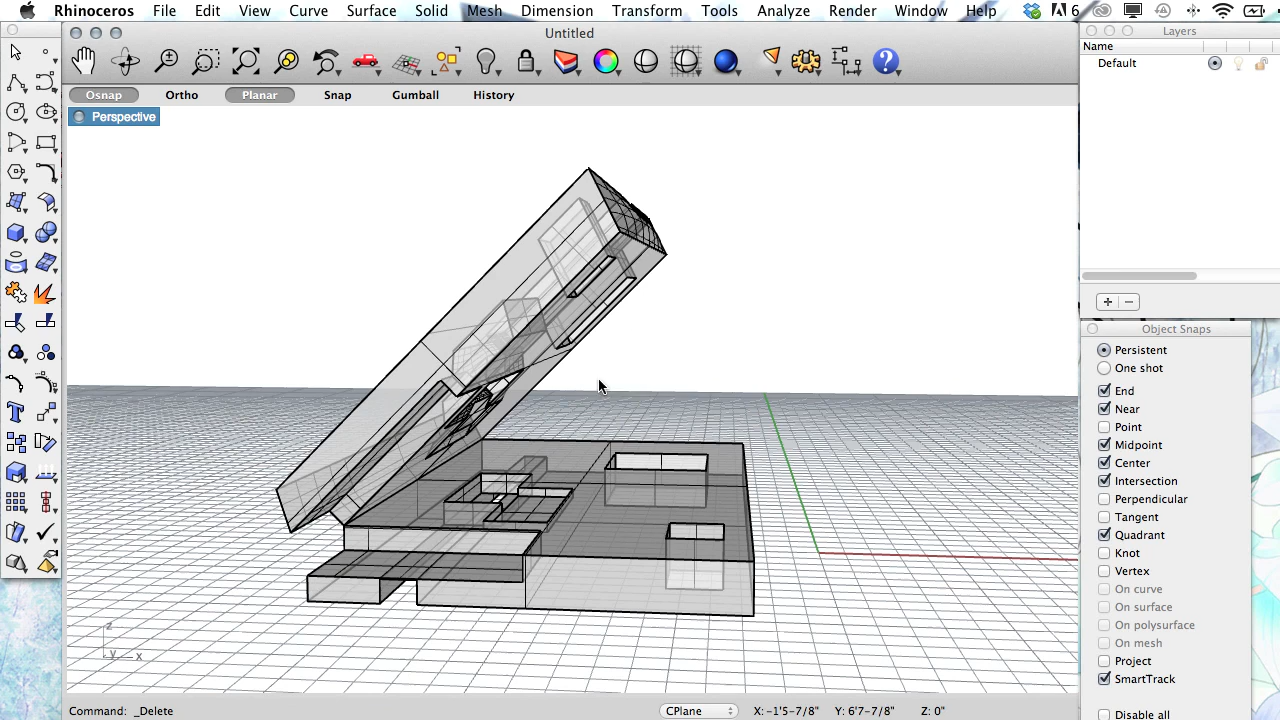 Rhinoceros File Edit View Curve Surface Solid Mesh Dimension Transform Tools Analyze Render Window Help 6
Untitled
Layers
Name
Default
Osnap Ortho Planar Snap Gumball History
Perspective
+ −
Object Snaps
Persistent
One shot
End
Near
Point
Midpoint
Center
Intersection
Perpendicular
Tangent
Quadrant
Knot
Vertex
On curve
On surface
On polysurface
On mesh
Project
SmartTrack
Disable all
z
y x
Command: _Delete CPlane X: -1'5-7/8" Y: 6'7-7/8" Z: 0"